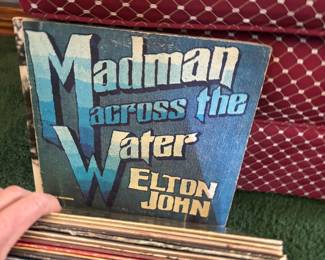 Madman
across the
Water
ELTON
JOHN